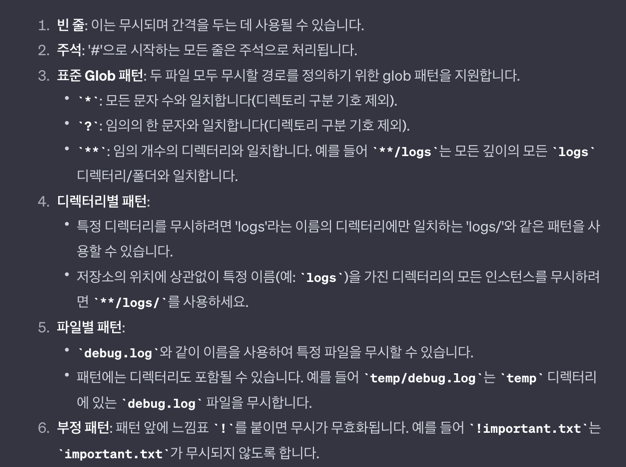 1. 빈 줄: 이는 무시되며 간격을 두는 데 사용될 수 있습니다.
2. 주석: '#'으로 시작하는 모든 줄은 주석으로 처리됩니다.
3. 표준 Glob 패턴: 두 파일 모두 무시할 경로를 정의하기 위한 glob 패턴을 지원합니다.
• `*`: 모든 문자 수와 일치합니다(디렉토리 구분 기호 제외).
• `?`: 임의의 한 문자와 일치합니다(디렉토리 구분 기호 제외).
• `**`: 임의 개수의 디렉터리와 일치합니다. 예를 들어 `**/logs`는 모든 깊이의 모든 `logs`
디렉터리/폴더와 일치합니다.
4. 디렉터리별 패턴:
• 특정 디렉터리를 무시하려면 'logs'라는 이름의 디렉터리에만 일치하는 'logs/'와 같은 패턴을 사
용할 수 있습니다.
• 저장소의 위치에 상관없이 특정 이름(예: `logs`)을 가진 디렉터리의 모든 인스턴스를 무시하려
면 `**/logs/`를 사용하세요.
5. 파일별 패턴:
• `debug.log`와 같이 이름을 사용하여 특정 파일을 무시할 수 있습니다.
• 패턴에는 디렉터리도 포함될 수 있습니다. 예를 들어 `temp/debug.log`는 `temp` 디렉터리
에 있는 `debug.log` 파일을 무시합니다.
6. 부정 패턴: 패턴 앞에 느낌표 `!`를 붙이면 무시가 무효화됩니다. 예를 들어 `!important.txt`는
`important.txt`가 무시되지 않도록 합니다.